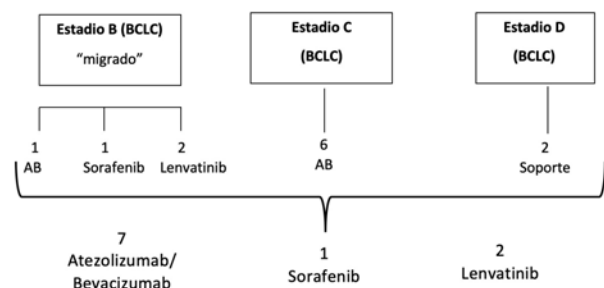 Estadio B (BCLC)
“migrado”
Estadio C
(BCLC)
Estadio D
(BCLC)
1
AB
1
Sorafenib
2
Lenvatinib
6
AB
2
Soporte
7
Atezolizumab/
Bevacizumab
1
Sorafenib
2
Lenvatinib